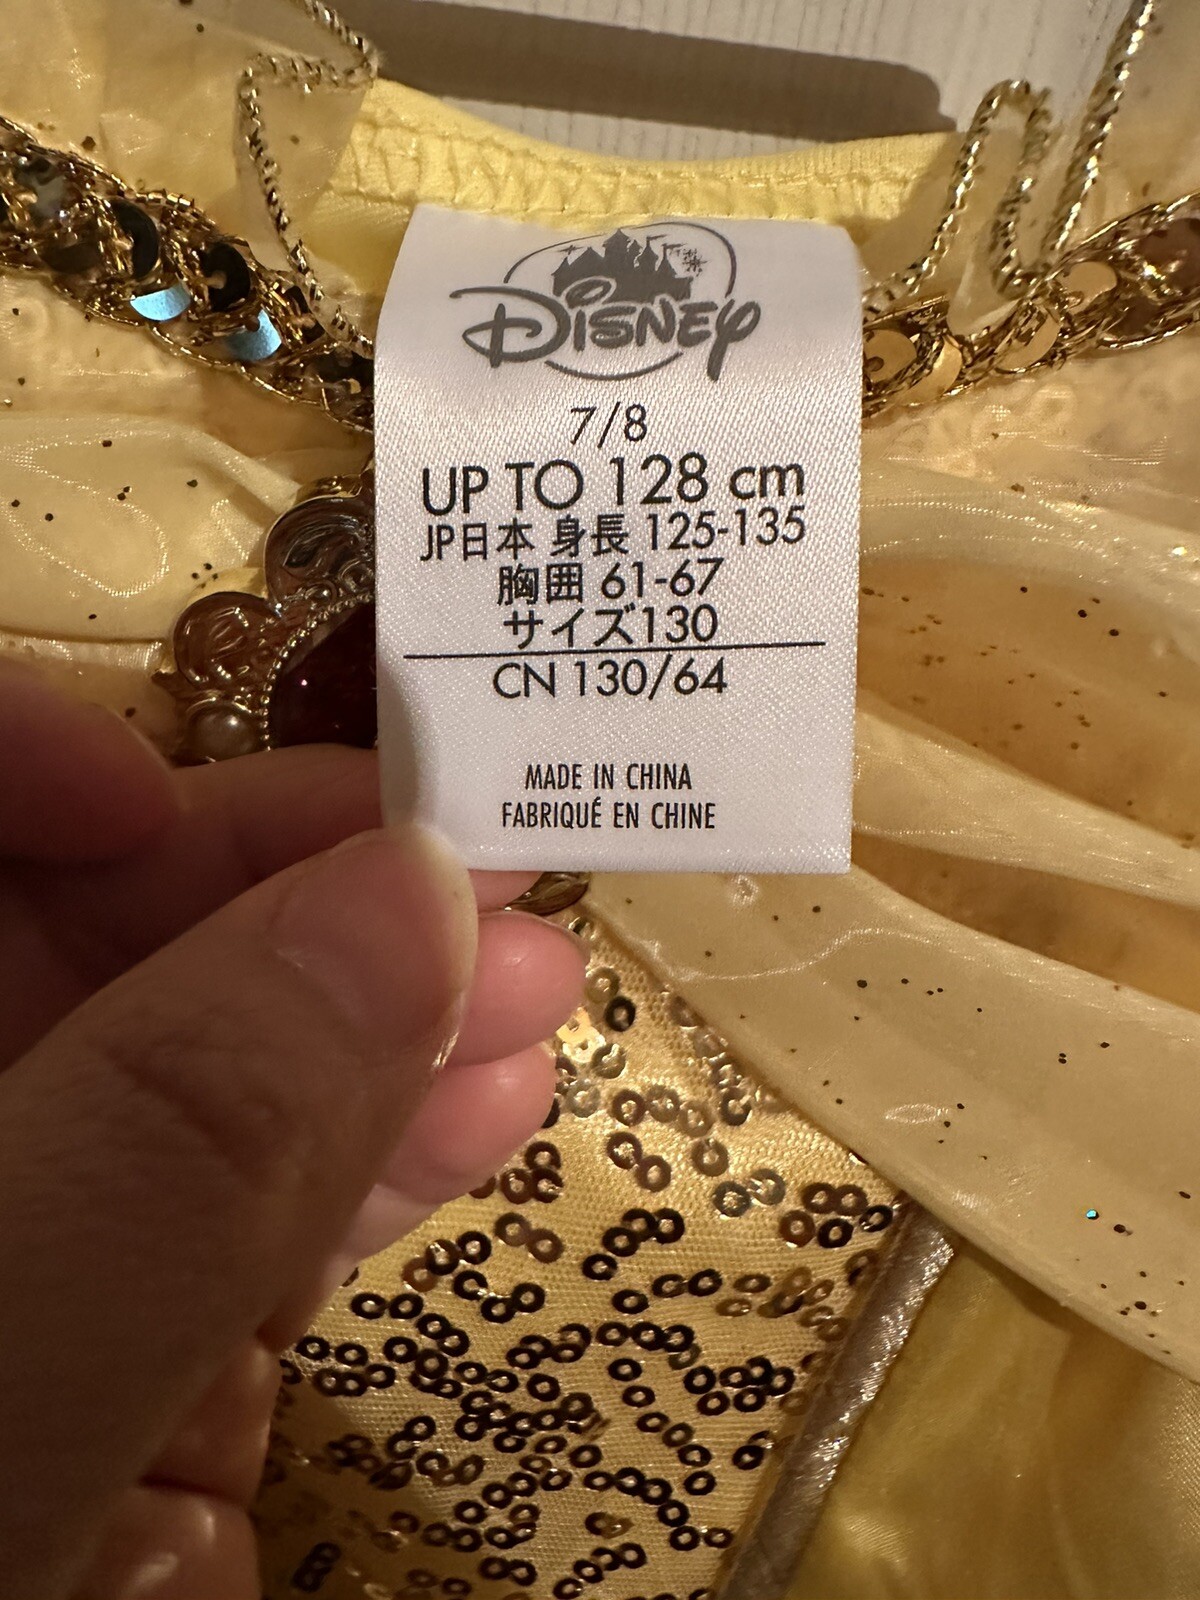 Disney
7/8
UP TO 128 cm
JP日本 身長 125-135
胸囲 61-67
サイズ130
CN 130/64
MADE IN CHINA
FABRIQUÉ EN CHINE